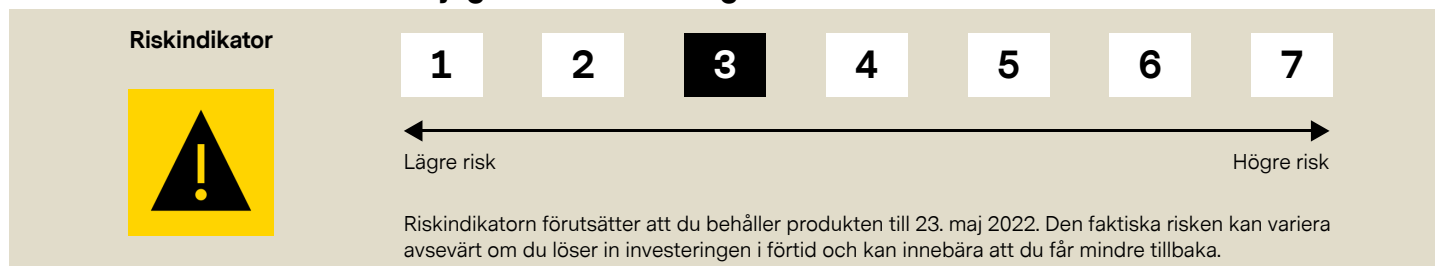 Riskindikator
1 2 3 4 5 6 7
Lägre risk Högre risk
Riskindikatorn förutsätter att du behåller produkten till 23. maj 2022. Den faktiska risken kan variera
avsevärt om du löser in investeringen i förtid och kan innebära att du får mindre tillbaka.